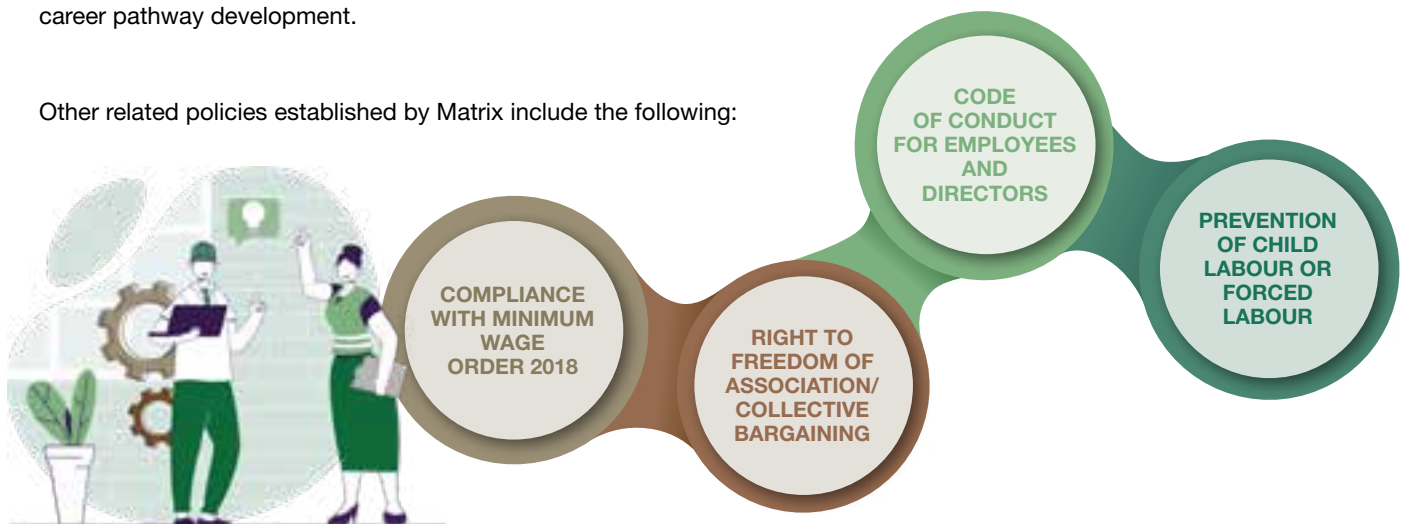 career pathway development.
Other related policies established by Matrix include the following:
COMPLIANCE
WITH MINIMUM
WAGE
ORDER 2018
RIGHT TO
FREEDOM OF
ASSOCIATION/
COLLECTIVE
BARGAINING
CODE
OF CONDUCT
FOR EMPLOYEES
AND
DIRECTORS
PREVENTION
OF CHILD
LABOUR OR
FORCED
LABOUR